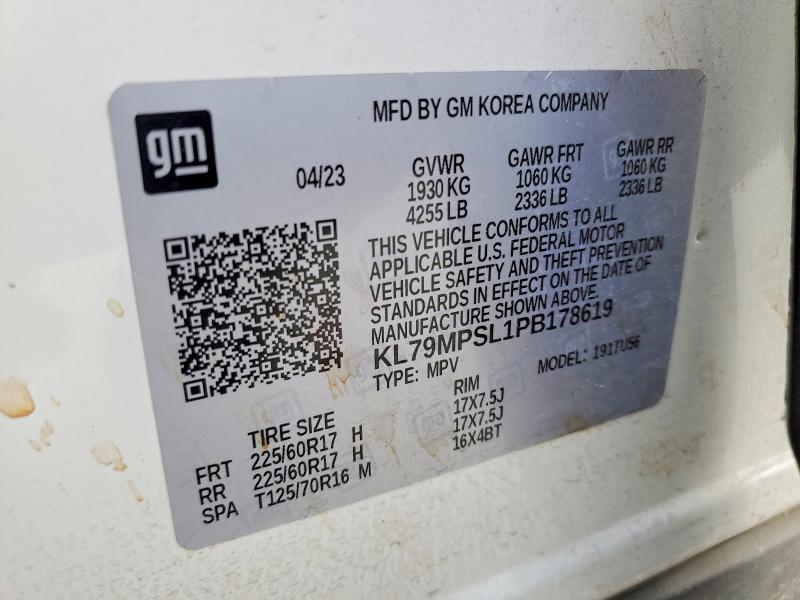 gm
MFD BY GM KOREA COMPANY
04/23
GVWR
1930 KG
4255 LB
GAWR FRT
1060 KG
2336 LB
GAWR RR
1060 KG
2336 LB
THIS VEHICLE CONFORMS TO ALL
APPLICABLE U.S. FEDERAL MOTOR
VEHICLE SAFETY AND THEFT PREVENTION
STANDARDS IN EFFECT ON THE DATE OF
MANUFACTURE SHOWN ABOVE.
KL79MPSL1PB178619
TYPE: MPV MODEL: 191TU56
TIRE SIZE RIM
FRT 225/60R17 H 17X7.5J
RR 225/60R17 H 17X7.5J
SPA T125/70R16 M 16X4BT